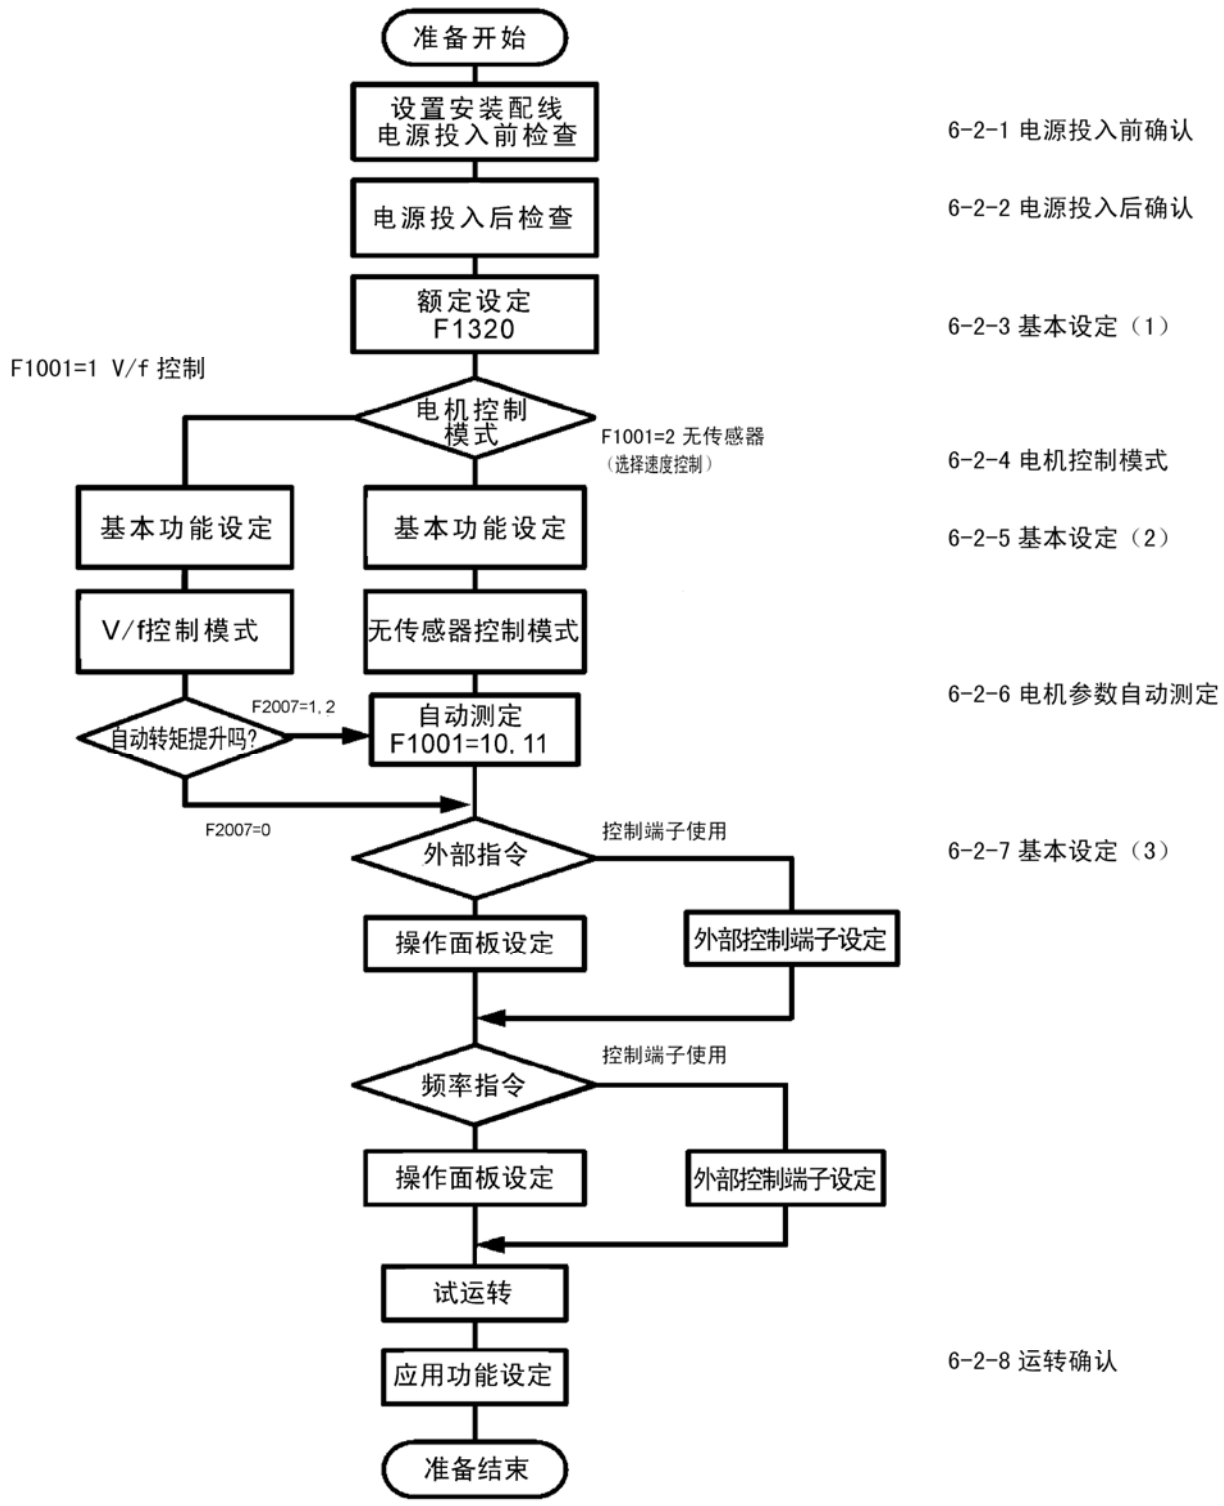 准备开始
设置安装配线
电源投入前检查
6-2-1 电源投入前确认
电源投入后检查
6-2-2 电源投入后确认
额定设定
F1320
6-2-3 基本设定（1）
F1001=1 V/f 控制
电机控制
模式
F1001=2 无传感器
（选择速度控制）
6-2-4 电机控制模式
基本功能设定
基本功能设定
6-2-5 基本设定（2）
V/f控制模式
无传感器控制模式
6-2-6 电机参数自动测定
F2007=1,2
自动转矩提升吗?
自动测定
F1001=10, 11
F2007=0
控制端子使用
外部指令
6-2-7 基本设定（3）
操作面板设定
外部控制端子设定
控制端子使用
频率指令
操作面板设定
外部控制端子设定
试运转
应用功能设定
6-2-8 运转确认
准备结束